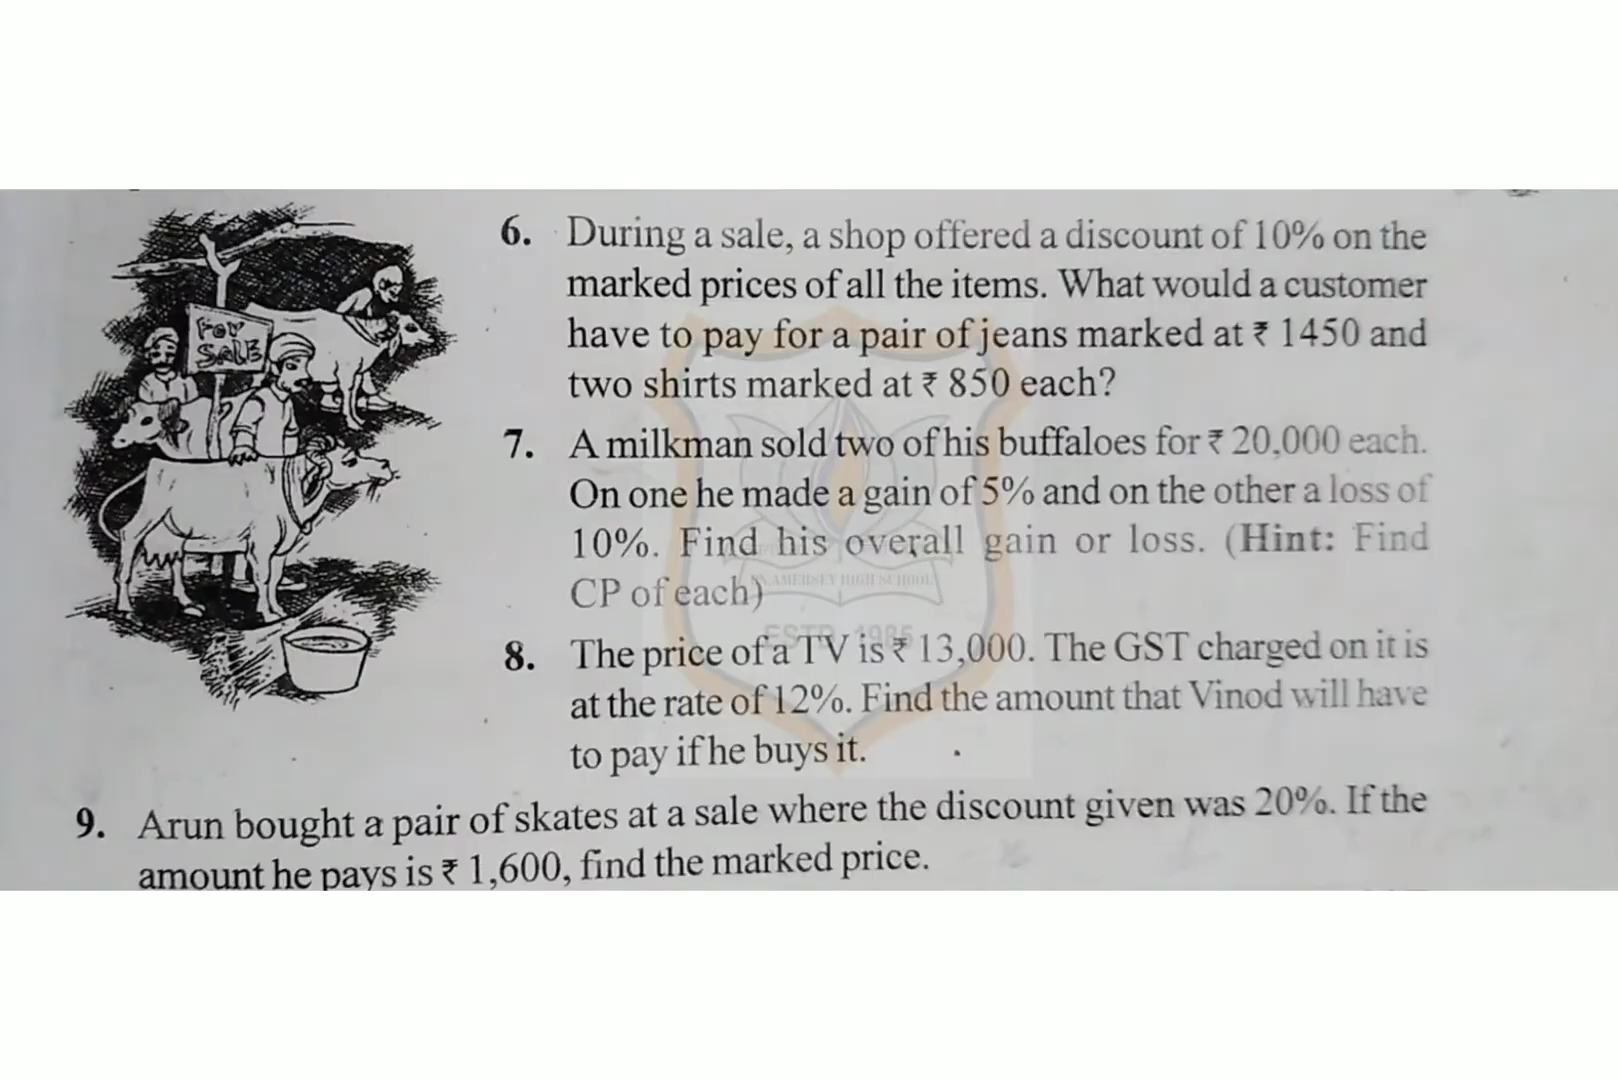 For
SALE
6. During a sale, a shop offered a discount of 10% on the
marked prices of all the items. What would a customer
have to pay for a pair of jeans marked at ₹ 1450 and
two shirts marked at ₹ 850 each?
7. A milkman sold two of his buffaloes for ₹ 20,000 each.
On one he made a gain of 5% and on the other a loss of
10%. Find his overall gain or loss. (Hint: Find
CP of each)
HIGH SCHOOL
ESTD. 1985
8. The price of a TV is ₹ 13,000. The GST charged on it is
at the rate of 12%. Find the amount that Vinod will have
to pay if he buys it.
9. Arun bought a pair of skates at a sale where the discount given was 20%. If the
amount he pays is ₹ 1,600, find the marked price.